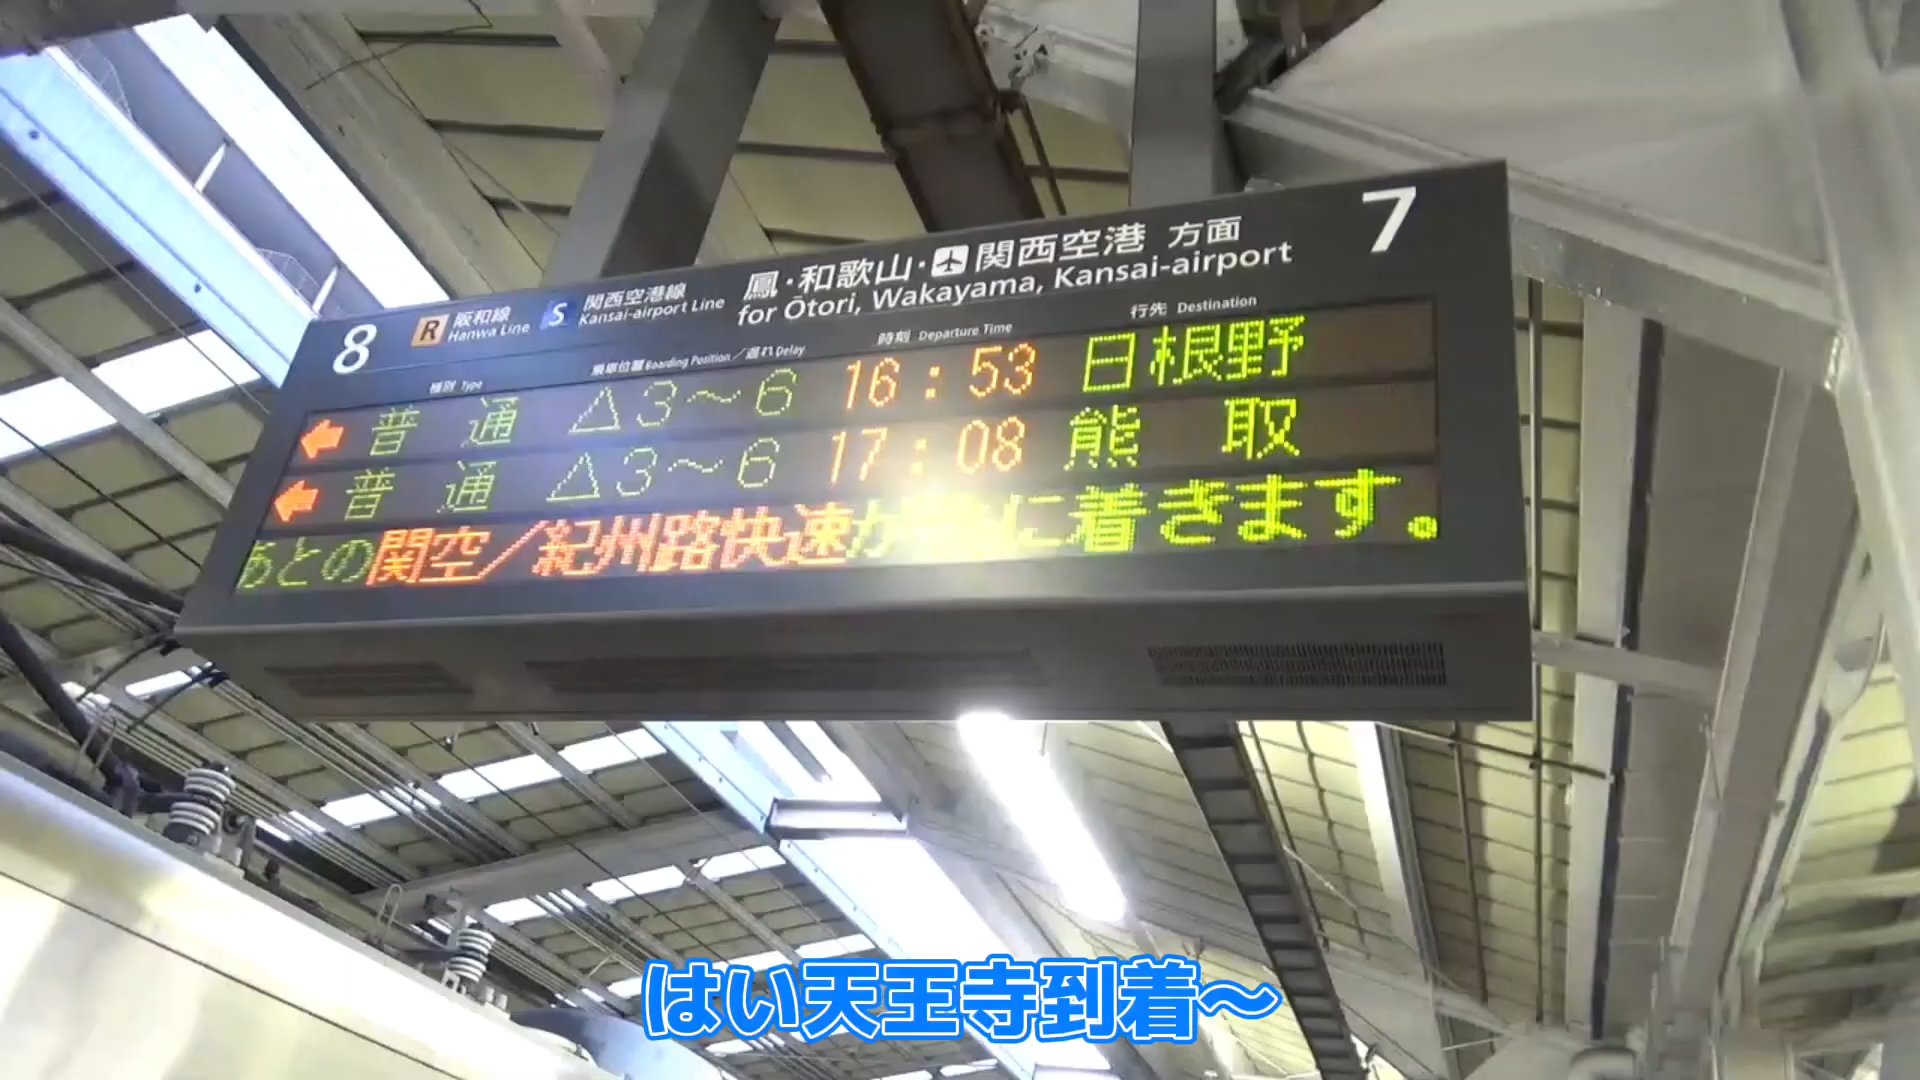 8 R 阪和線 Hanwa Line S 関西空港線 Kansai-airport Line 鳳・和歌山・関西空港 方面 7
for Ōtori, Wakayama, Kansai-airport
種別 Type 乗車位置 Boarding Position／遅れ Delay 時刻 Departure Time 行先 Destination
← 普通 △3～6 16:53 日根野
← 普通 △3～6 17:08 熊取
あとの関空／紀州路快速が に着きます。
はい天王寺到着～